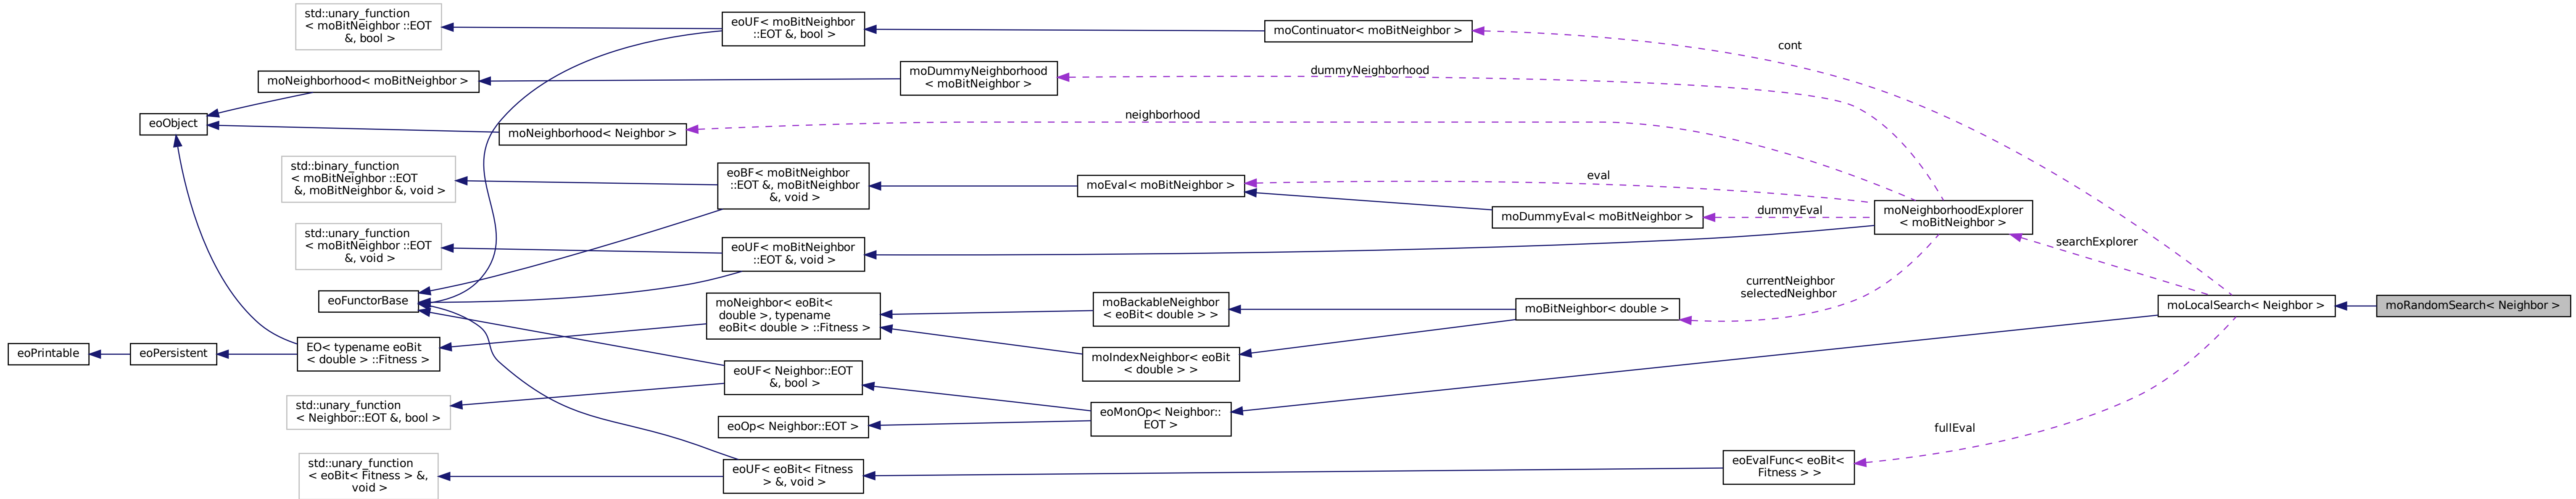 std::unary_function
< moBitNeighbor ::EOT
&, bool >
eoUF< moBitNeighbor
::EOT &, bool >
moContinuator< moBitNeighbor >
cont
moNeighborhood< moBitNeighbor >
moDummyNeighborhood
< moBitNeighbor >
dummyNeighborhood
eoObject
moNeighborhood< Neighbor >
neighborhood
std::binary_function
< moBitNeighbor ::EOT
&, moBitNeighbor &, void >
eoBF< moBitNeighbor
::EOT &, moBitNeighbor
&, void >
moEval< moBitNeighbor >
eval
moDummyEval< moBitNeighbor >
dummyEval
moNeighborhoodExplorer
< moBitNeighbor >
searchExplorer
std::unary_function
< moBitNeighbor ::EOT
&, void >
eoUF< moBitNeighbor
::EOT &, void >
currentNeighbor
selectedNeighbor
eoFunctorBase
moNeighbor< eoBit<
double >, typename
eoBit< double > ::Fitness >
moBackableNeighbor
< eoBit< double > >
moBitNeighbor< double >
moLocalSearch< Neighbor >
moRandomSearch< Neighbor >
eoPrintable
eoPersistent
EO< typename eoBit
< double > ::Fitness >
moIndexNeighbor< eoBit
< double > >
eoUF< Neighbor::EOT
&, bool >
std::unary_function
< Neighbor::EOT &, bool >
eoOp< Neighbor::EOT >
eoMonOp< Neighbor::
EOT >
fullEval
std::unary_function
< eoBit< Fitness > &,
void >
eoUF< eoBit< Fitness
> &, void >
eoEvalFunc< eoBit<
Fitness > >